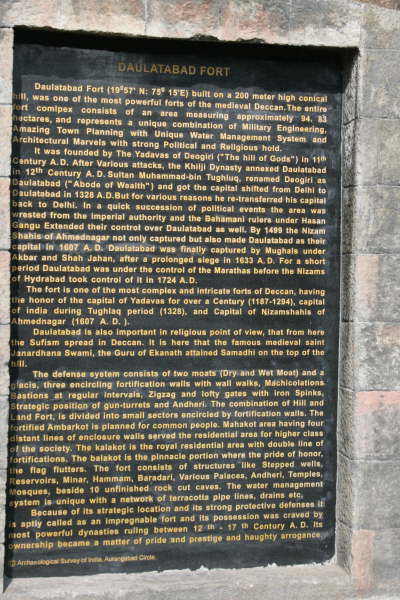 DAULATABAD FORT
Daulatabad Fort (19°57' N: 75° 15'E) built on a 200 meter high conical
hill, was one of the most powerful forts of the medieval Deccan.The entire
fort comlpex consists of an area measuring approximately 94. 83
hectares, and represents a unique combination of Military Engineering,
Amazing Town Planning with Unique Water Management System and
Architectural Marvels with strong Political and Religious hold.
It was founded by The Yadavas of Deogiri ("The hill of Gods") in 11th
Century A.D. After Various attacks, the Khilji Dynasty annexed Daulatabad
in 12th Century A.D. Sultan Muhammad-bin Tughluq, renamed Deogiri as
Daulatabad ("Abode of Wealth") and got the capital shifted from Delhi to
Daulatabad in 1328 A.D.But for various reasons he re-transferred his capital
back to Delhi. In a quick succession of political events the area was
wrested from the imperial authority and the Bahamani rulers under Hasan
Gangu Extended their control over Daulatabad as well. By 1499 the Nizam
Shahis of Ahmednagar not only captured but also made Daulatabad as their
capital in 1607 A. D. Daulatabad was finally captured by Mughals under
Akbar and Shah Jahan, after a prolonged siege in 1633 A.D. For a short
period Daulatabad was under the control of the Marathas before the Nizams
of Hydrabad took control of it in 1724 A.D.
The fort is one of the most complex and intricate forts of Deccan, having
the honor of the capital of Yadavas for over a Century (1187-1294), capital
of india during Tughlaq period (1328), and Capital of Nizamshahis of
Ahmednagar (1607 A. D. ).
Daulatabad is also important in religious point of view, that from here
the Sufism spread in Deccan. It is here that the famous medieval saint
Janardhana Swami, the Guru of Ekanath attained Samadhi on the top of the
hill.
The defense system consists of two moats (Dry and Wet Moat) and a
glacis, three encircling fortification walls with wall walks, Machicolations
Bastions at regular intervals, Zigzag and lofty gates with iron Spinks,
Strategic position of gun-turrets and Andheri. The combination of Hill and
Land Fort, is divided into small sectors encircled by fortification walls. The
fortified Ambarkot is planned for common people. Mahakot area having four
distant lines of enclosure walls served the residential area for higher class
of the society. The kalakot is the royal residential area with double line of
fortifications. The balakot is the pinnacle portion where the pride of honor,
the flag flutters. The fort consists of structures like Stepped wells,
Reservoirs, Minar, Hammam, Baradari, Various Palaces, Andheri, Temples,
Mosques, beside 10 unfinished rock cut caves. The water management
system is unique with a network of terracotta pipe lines, drains etc.
Because of its strategic location and its strong protective defenses it
is aptly called as an impregnable fort and its possession was craved by
most powerful dynasties ruling between 12 th - 17 th Century A.D. Its
ownership became a matter of pride and prestige and haughty arrogance.
© Archaeological Survey of India, Aurangabad Circle.